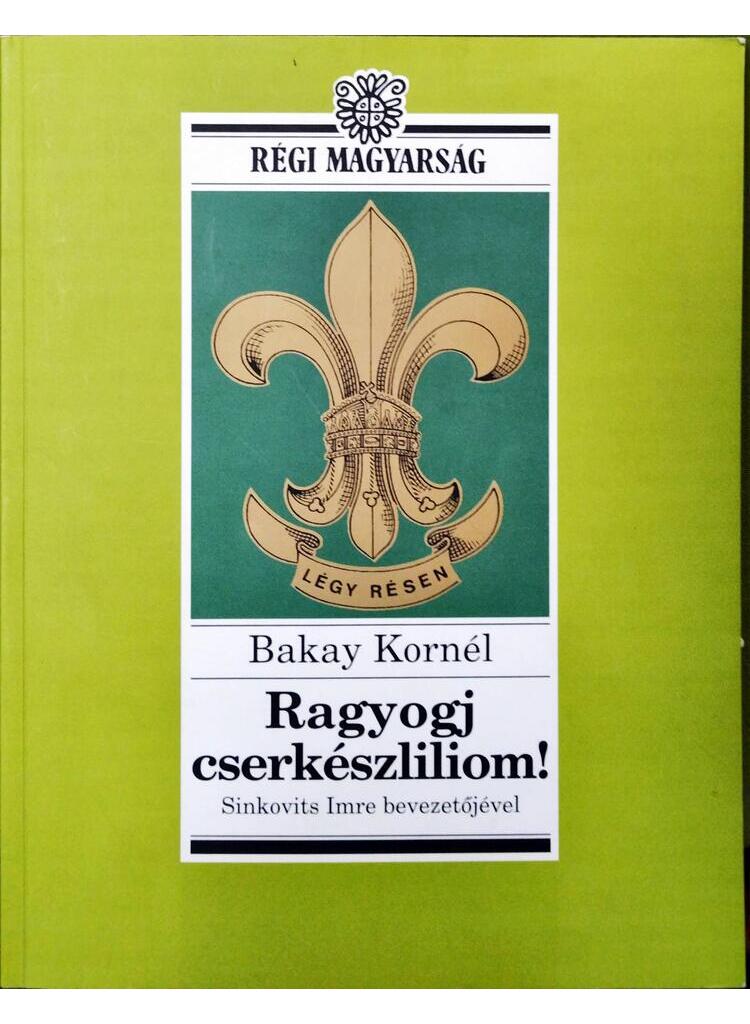 RÉGI MAGYARSÁG
LÉGY RÉSEN
Bakay Kornél
Ragyogj
cserkészliliom!
Sinkovits Imre bevezetőjével